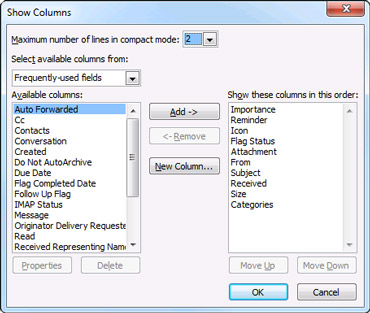 Show Columns
Maximum number of lines in compact mode: 2
Select available columns from:
Frequently-used fields
Available columns:
Auto Forwarded
Cc
Contacts
Conversation
Created
Do Not AutoArchive
Due Date
Flag Completed Date
Follow Up Flag
IMAP Status
Message
Originator Delivery Requeste
Read
Received Representing Name
Properties
Delete
Add ->
<- Remove
New Column...
Show these columns in this order:
Importance
Reminder
Icon
Flag Status
Attachment
From
Subject
Received
Size
Categories
Move Up
Move Down
OK
Cancel